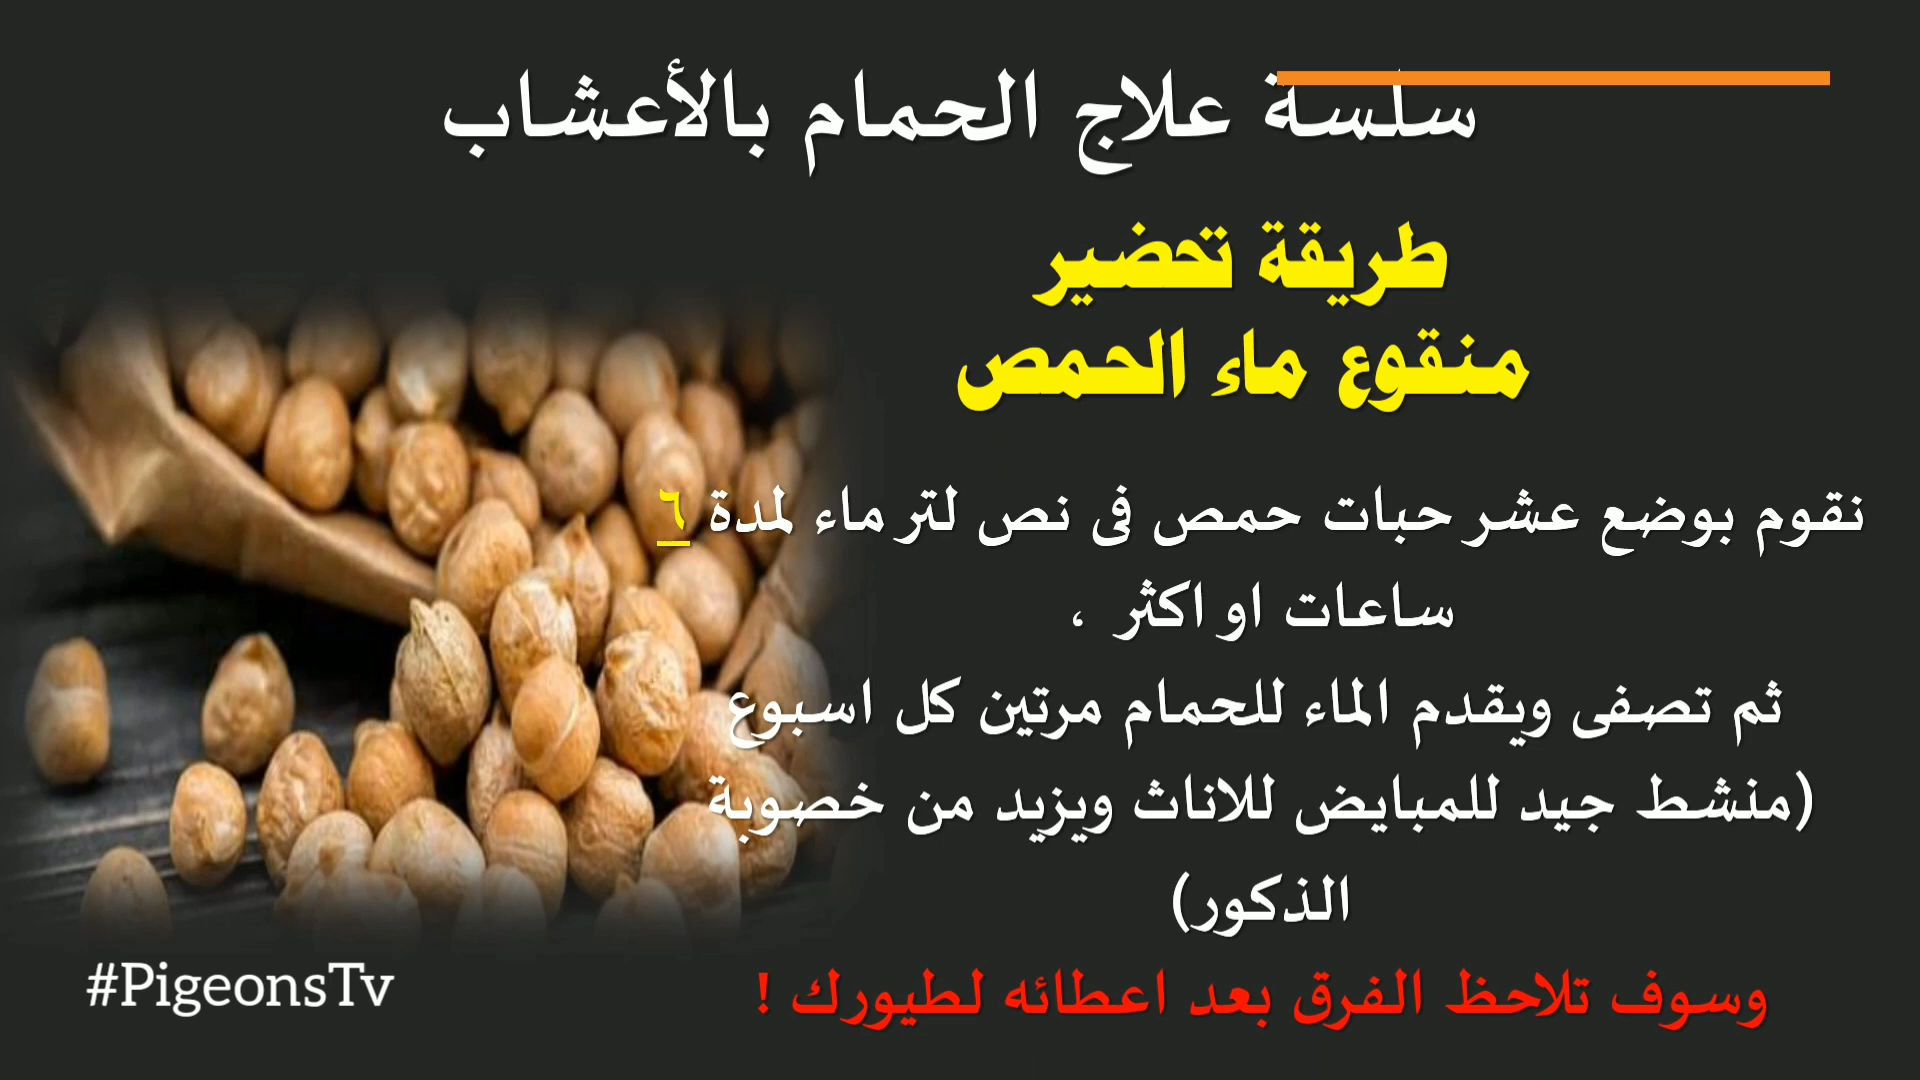 سلسة علاج الحمام بالأعشاب
طريقة تحضير
منقوع ماء الحمص
نقوم بوضع عشر حبات حمص فى نص لتر ماء لمدة ٦
ساعات او اكثر ،
ثم تصفى ويقدم الماء للحمام مرتين كل اسبوع
(منشط جيد للمبايض للاناث ويزيد من خصوبة
الذكور)
وسوف تلاحظ الفرق بعد اعطائه لطيورك !
#PigeonsTv